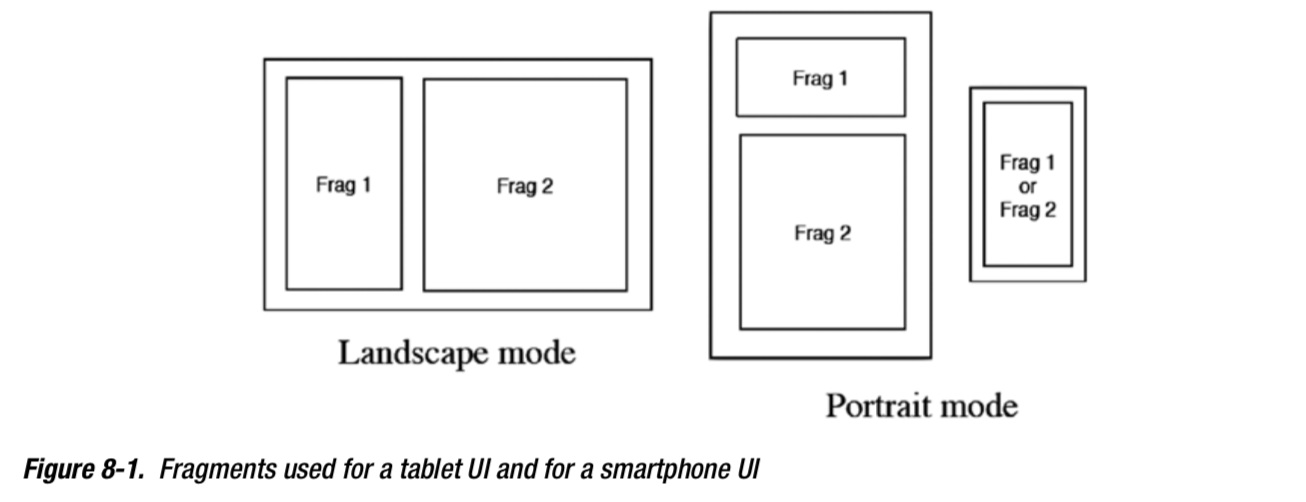 Frag 1
Frag 2
Landscape mode
Frag 1
Frag 2
Frag 1
or
Frag 2
Portrait mode
Figure 8-1. Fragments used for a tablet UI and for a smartphone UI